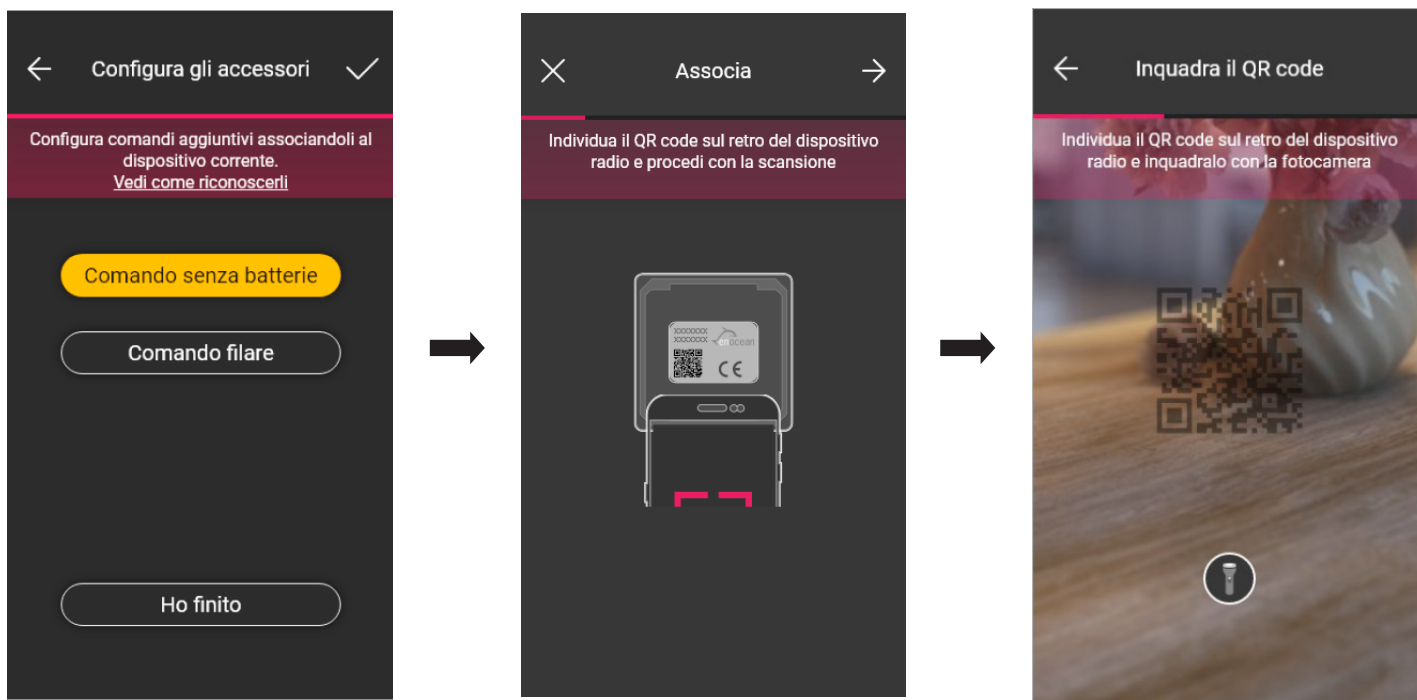 Configura gli accessori
Configura comandi aggiuntivi associandoli al
dispositivo corrente.
Vedi come riconoscerli
Comando senza batterie
Comando filare
Ho finito
Associa
Individua il QR code sul retro del dispositivo
radio e procedi con la scansione
XXXXXXX
XXXXXXX
enocean
CE
Inquadra il QR code
Individua il QR code sul retro del dispositivo
radio e inquadralo con la fotocamera